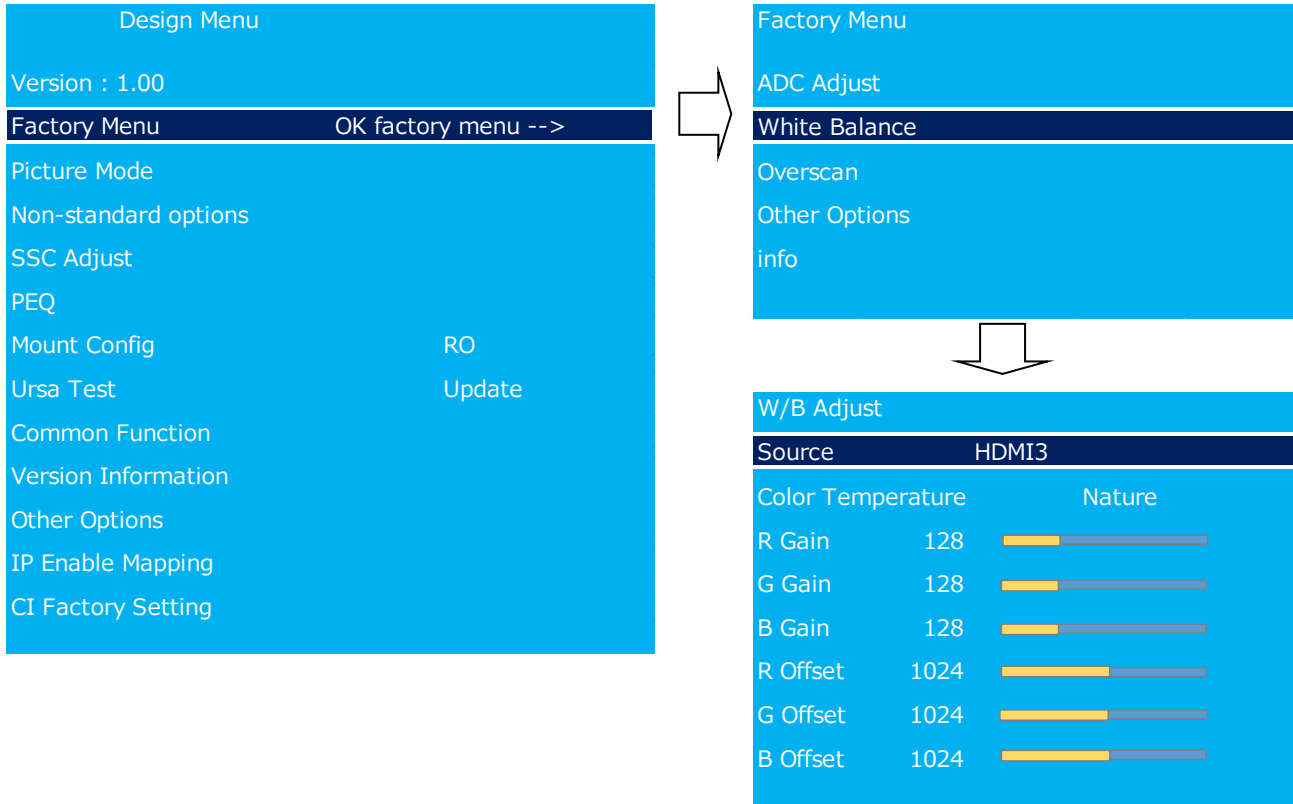 Design Menu
Version : 1.00
Factory Menu OK factory menu -->
Picture Mode
Non-standard options
SSC Adjust
PEQ
Mount Config RO
Ursa Test Update
Common Function
Version Information
Other Options
IP Enable Mapping
CI Factory Setting
Factory Menu
ADC Adjust
White Balance
Overscan
Other Options
info
W/B Adjust
Source HDMI3
Color Temperature Nature
R Gain 128
G Gain 128
B Gain 128
R Offset 1024
G Offset 1024
B Offset 1024